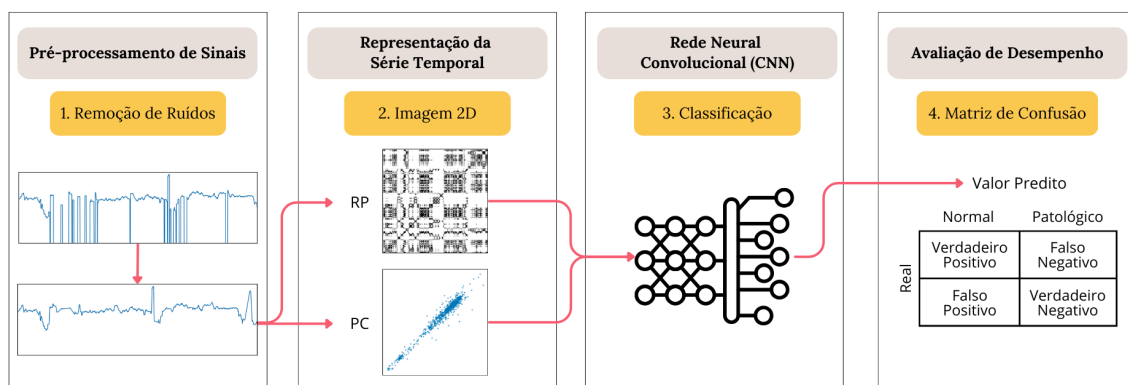 Pré-processamento de Sinais
1. Remoção de Ruídos
Representação da
Série Temporal
2. Imagem 2D
RP
PC
Rede Neural
Convolucional (CNN)
3. Classificação
Avaliação de Desempenho
4. Matriz de Confusão
Valor Predito
Normal
Patológico
Real
Verdadeiro
Positivo
Falso
Negativo
Falso
Positivo
Verdadeiro
Negativo